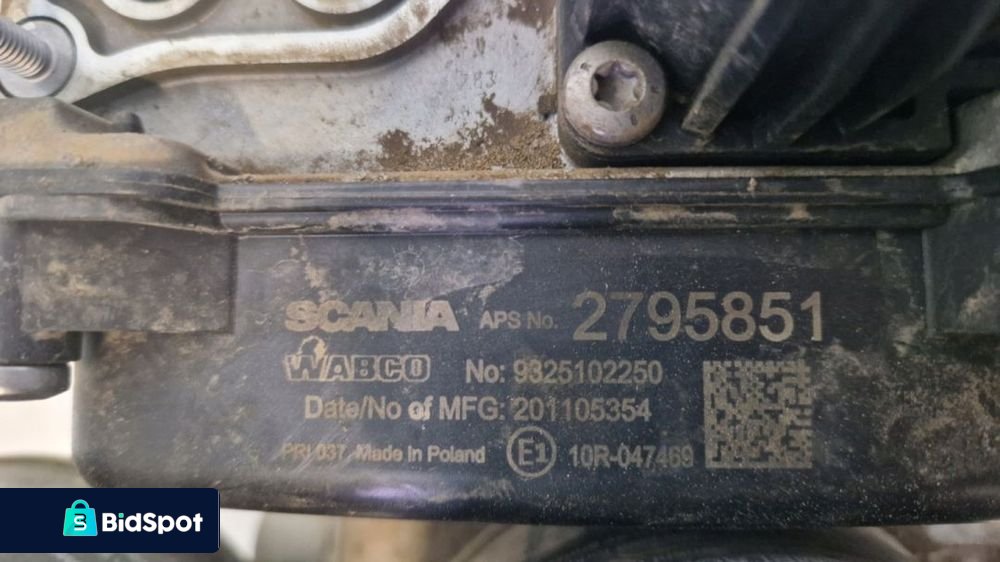 SCANIA APS No. 2795851
WABCO No: 9325102250
Date/No of MFG: 201105354
PRI 037 Made in Poland E1 10R-047469
BidSpot